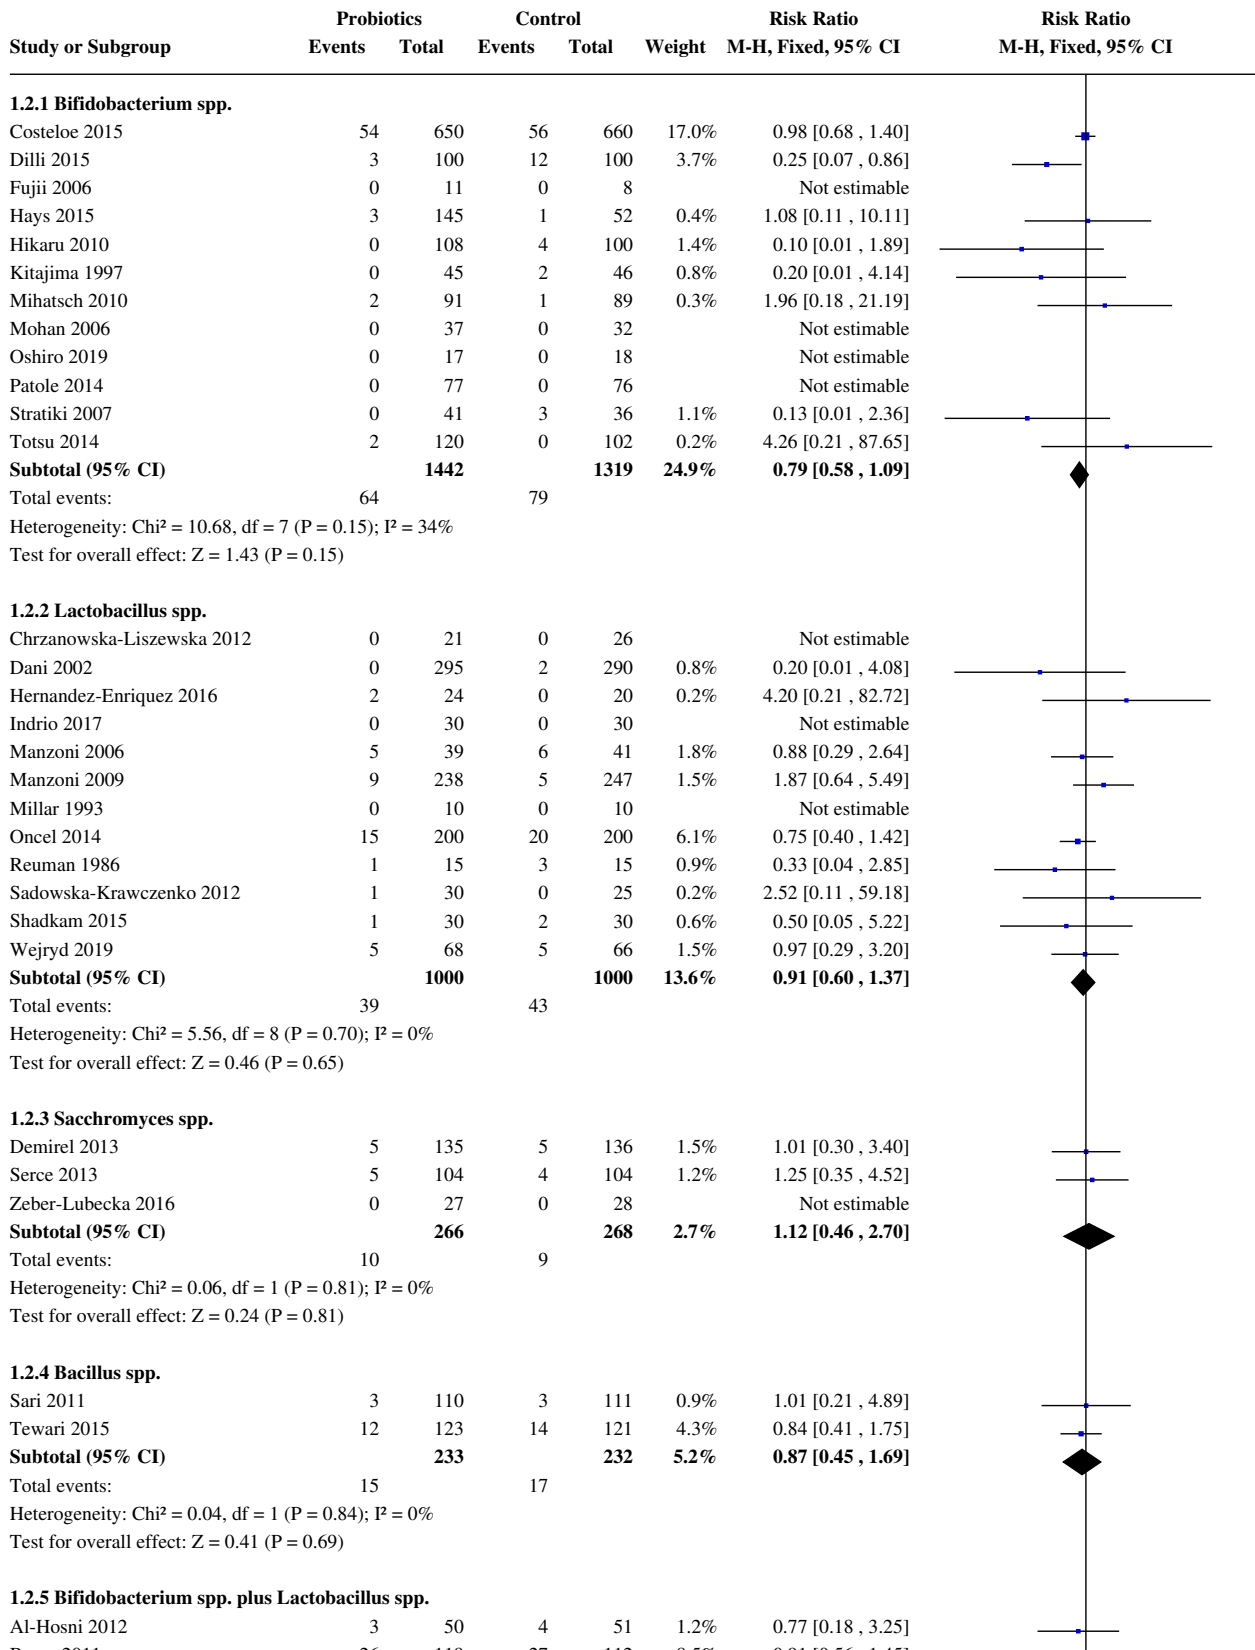 Probiotics Control Risk Ratio Risk Ratio
Study or Subgroup Events Total Events Total Weight M-H, Fixed, 95% CI M-H, Fixed, 95% CI
1.2.1 Bifidobacterium spp.
Costeloe 2015 54 650 56 660 17.0% 0.98 [0.68 , 1.40]
Dilli 2015 3 100 12 100 3.7% 0.25 [0.07 , 0.86]
Fujii 2006 0 11 0 8 Not estimable
Hays 2015 3 145 1 52 0.4% 1.08 [0.11 , 10.11]
Hikaru 2010 0 108 4 100 1.4% 0.10 [0.01 , 1.89]
Kitajima 1997 0 45 2 46 0.8% 0.20 [0.01 , 4.14]
Mihatsch 2010 2 91 1 89 0.3% 1.96 [0.18 , 21.19]
Mohan 2006 0 37 0 32 Not estimable
Oshiro 2019 0 17 0 18 Not estimable
Patole 2014 0 77 0 76 Not estimable
Stratiki 2007 0 41 3 36 1.1% 0.13 [0.01 , 2.36]
Totsu 2014 2 120 0 102 0.2% 4.26 [0.21 , 87.65]
Subtotal (95% CI) 1442 1319 24.9% 0.79 [0.58 , 1.09]
Total events: 64 79
Heterogeneity: Chi² = 10.68, df = 7 (P = 0.15); I² = 34%
Test for overall effect: Z = 1.43 (P = 0.15)
1.2.2 Lactobacillus spp.
Chrzanowska-Liszewska 2012 0 21 0 26 Not estimable
Dani 2002 0 295 2 290 0.8% 0.20 [0.01 , 4.08]
Hernandez-Enriquez 2016 2 24 0 20 0.2% 4.20 [0.21 , 82.72]
Indrio 2017 0 30 0 30 Not estimable
Manzoni 2006 5 39 6 41 1.8% 0.88 [0.29 , 2.64]
Manzoni 2009 9 238 5 247 1.5% 1.87 [0.64 , 5.49]
Millar 1993 0 10 0 10 Not estimable
Oncel 2014 15 200 20 200 6.1% 0.75 [0.40 , 1.42]
Reuman 1986 1 15 3 15 0.9% 0.33 [0.04 , 2.85]
Sadowska-Krawczenko 2012 1 30 0 25 0.2% 2.52 [0.11 , 59.18]
Shadkam 2015 1 30 2 30 0.6% 0.50 [0.05 , 5.22]
Wejryd 2019 5 68 5 66 1.5% 0.97 [0.29 , 3.20]
Subtotal (95% CI) 1000 1000 13.6% 0.91 [0.60 , 1.37]
Total events: 39 43
Heterogeneity: Chi² = 5.56, df = 8 (P = 0.70); I² = 0%
Test for overall effect: Z = 0.46 (P = 0.65)
1.2.3 Sacchromyces spp.
Demirel 2013 5 135 5 136 1.5% 1.01 [0.30 , 3.40]
Serce 2013 5 104 4 104 1.2% 1.25 [0.35 , 4.52]
Zeber-Lubecka 2016 0 27 0 28 Not estimable
Subtotal (95% CI) 266 268 2.7% 1.12 [0.46 , 2.70]
Total events: 10 9
Heterogeneity: Chi² = 0.06, df = 1 (P = 0.81); I² = 0%
Test for overall effect: Z = 0.24 (P = 0.81)
1.2.4 Bacillus spp.
Sari 2011 3 110 3 111 0.9% 1.01 [0.21 , 4.89]
Tewari 2015 12 123 14 121 4.3% 0.84 [0.41 , 1.75]
Subtotal (95% CI) 233 232 5.2% 0.87 [0.45 , 1.69]
Total events: 15 17
Heterogeneity: Chi² = 0.04, df = 1 (P = 0.84); I² = 0%
Test for overall effect: Z = 0.41 (P = 0.69)
1.2.5 Bifidobacterium spp. plus Lactobacillus spp.
Al-Hosni 2012 3 50 4 51 1.2% 0.77 [0.18 , 3.25]